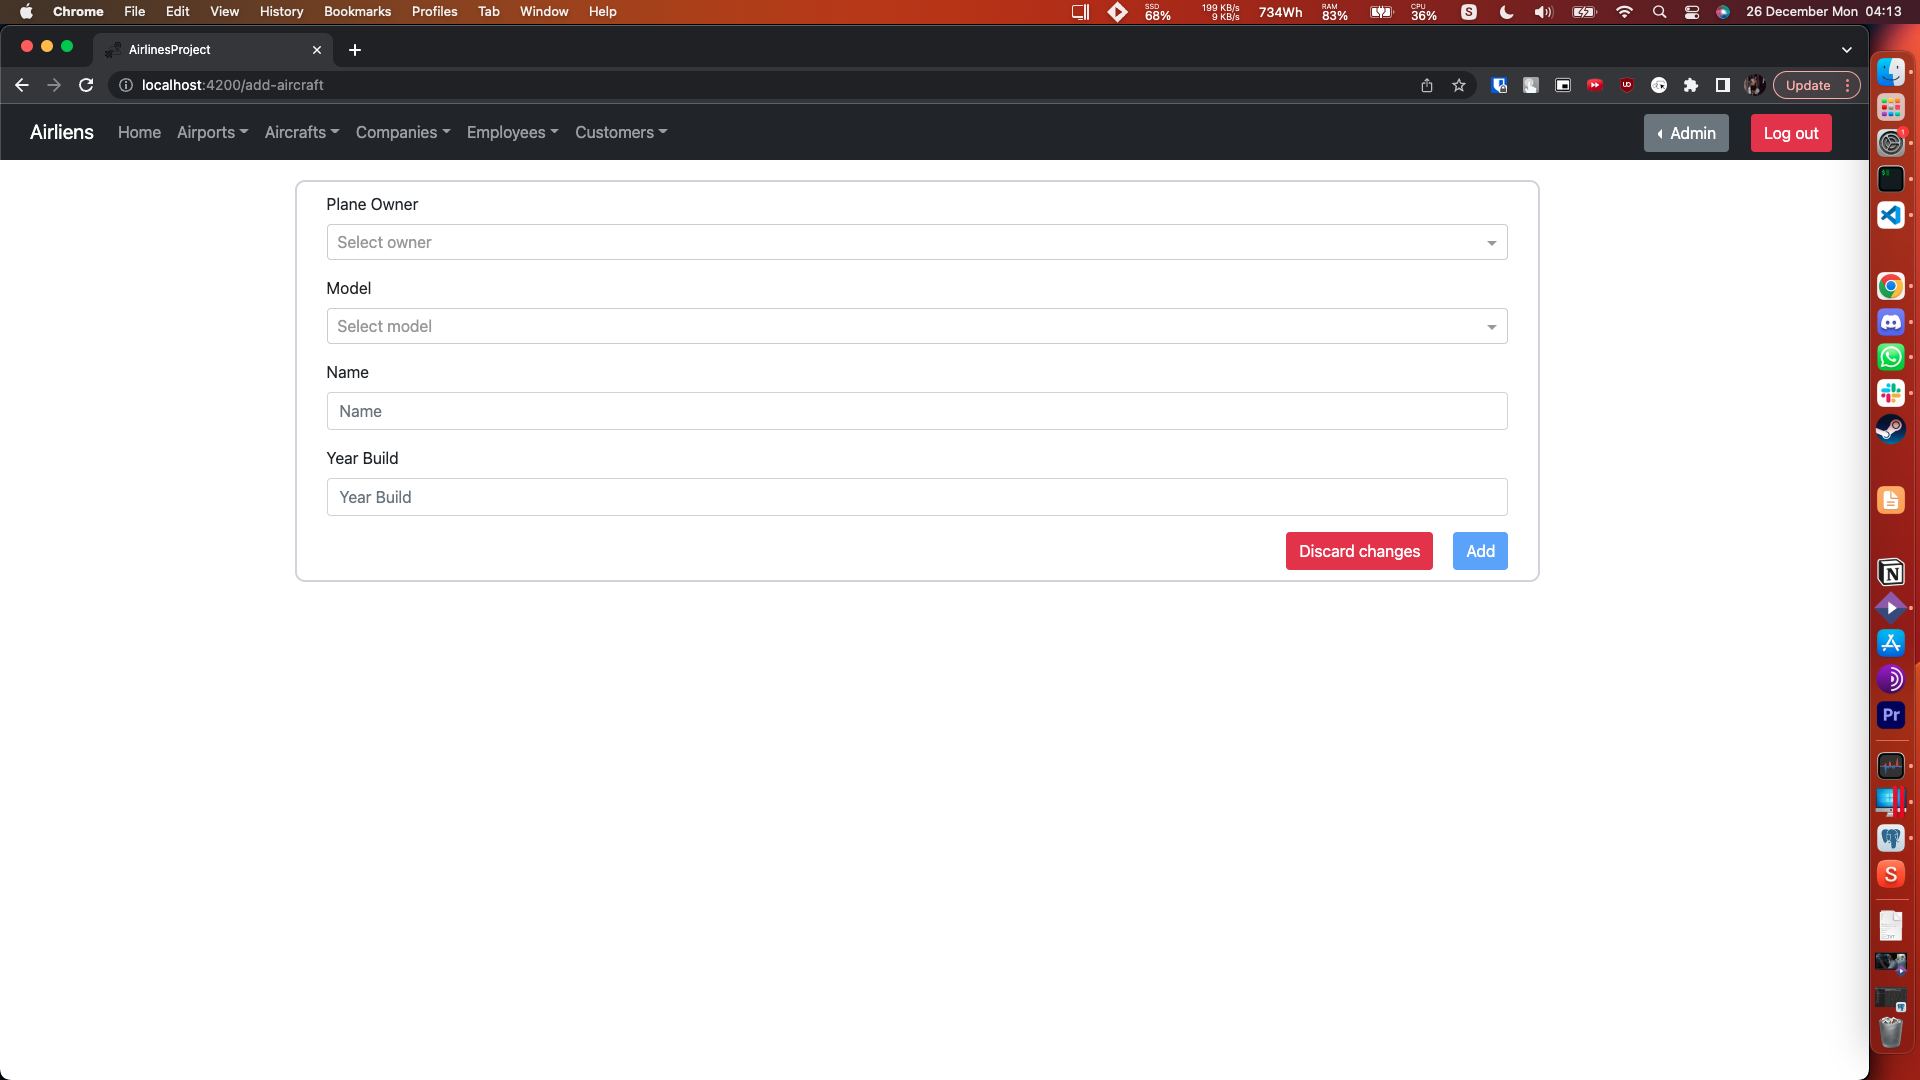 Chrome File Edit View History Bookmarks Profiles Tab Window Help SSD 68% 199 KB/s 9 KB/s 734Wh RAM 83% CPU 36% S 26 December Mon 04:13
AirlinesProject
localhost:4200/add-aircraft Update
Airliens Home Airports Aircrafts Companies Employees Customers Admin Log out
Plane Owner
Select owner
Model
Select model
Name
Name
Year Build
Year Build
Discard changes Add
Pr
S